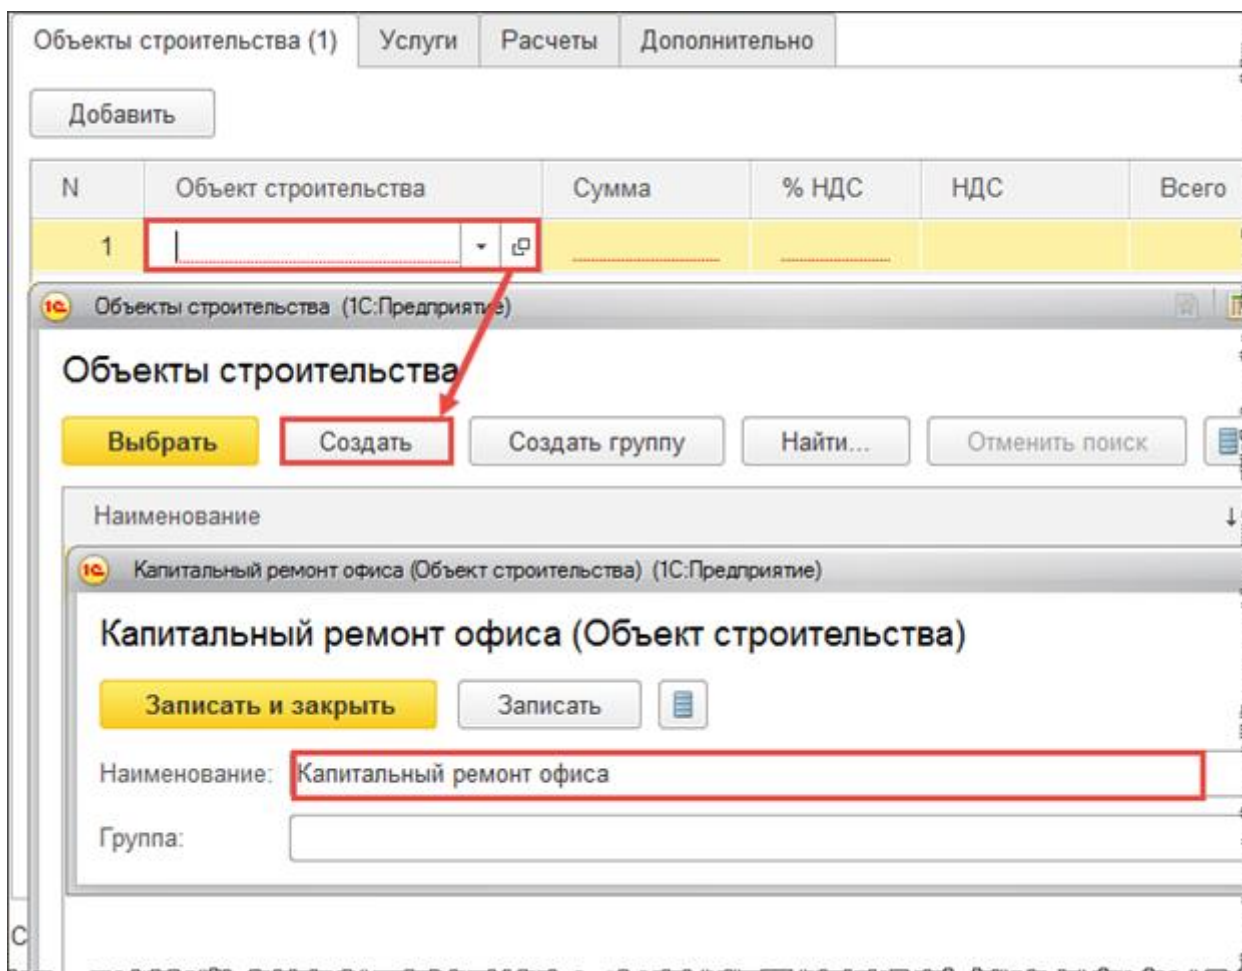 Объекты строительства (1) Услуги Расчеты Дополнительно
Добавить
N Объект строительства Сумма % НДС НДС Всего
1
1С Объекты строительства (1С:Предприятие)
Объекты строительства
Выбрать Создать Создать группу Найти... Отменить поиск
Наименование ↓
1С Капитальный ремонт офиса (Объект строительства) (1С:Предприятие)
Капитальный ремонт офиса (Объект строительства)
Записать и закрыть Записать
Наименование: Капитальный ремонт офиса
Группа:
С